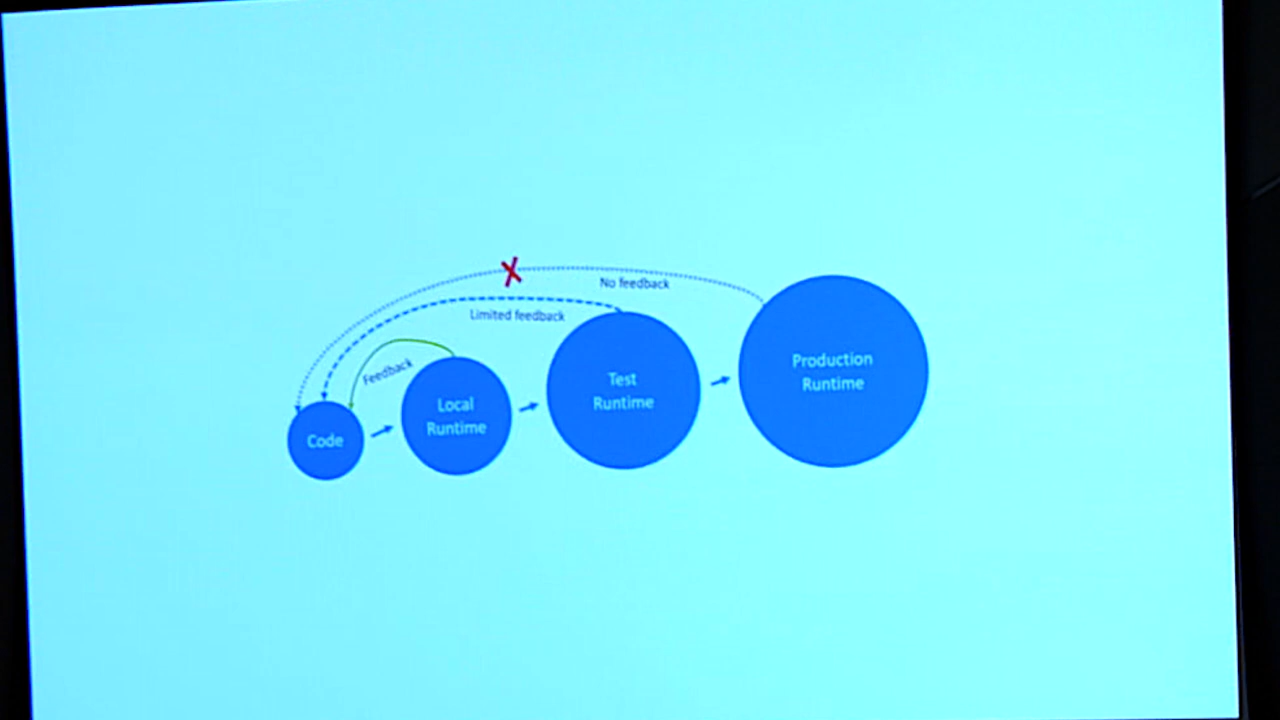 No feedback
Limited feedback
Feedback
Code
Local
Runtime
Test
Runtime
Production
Runtime